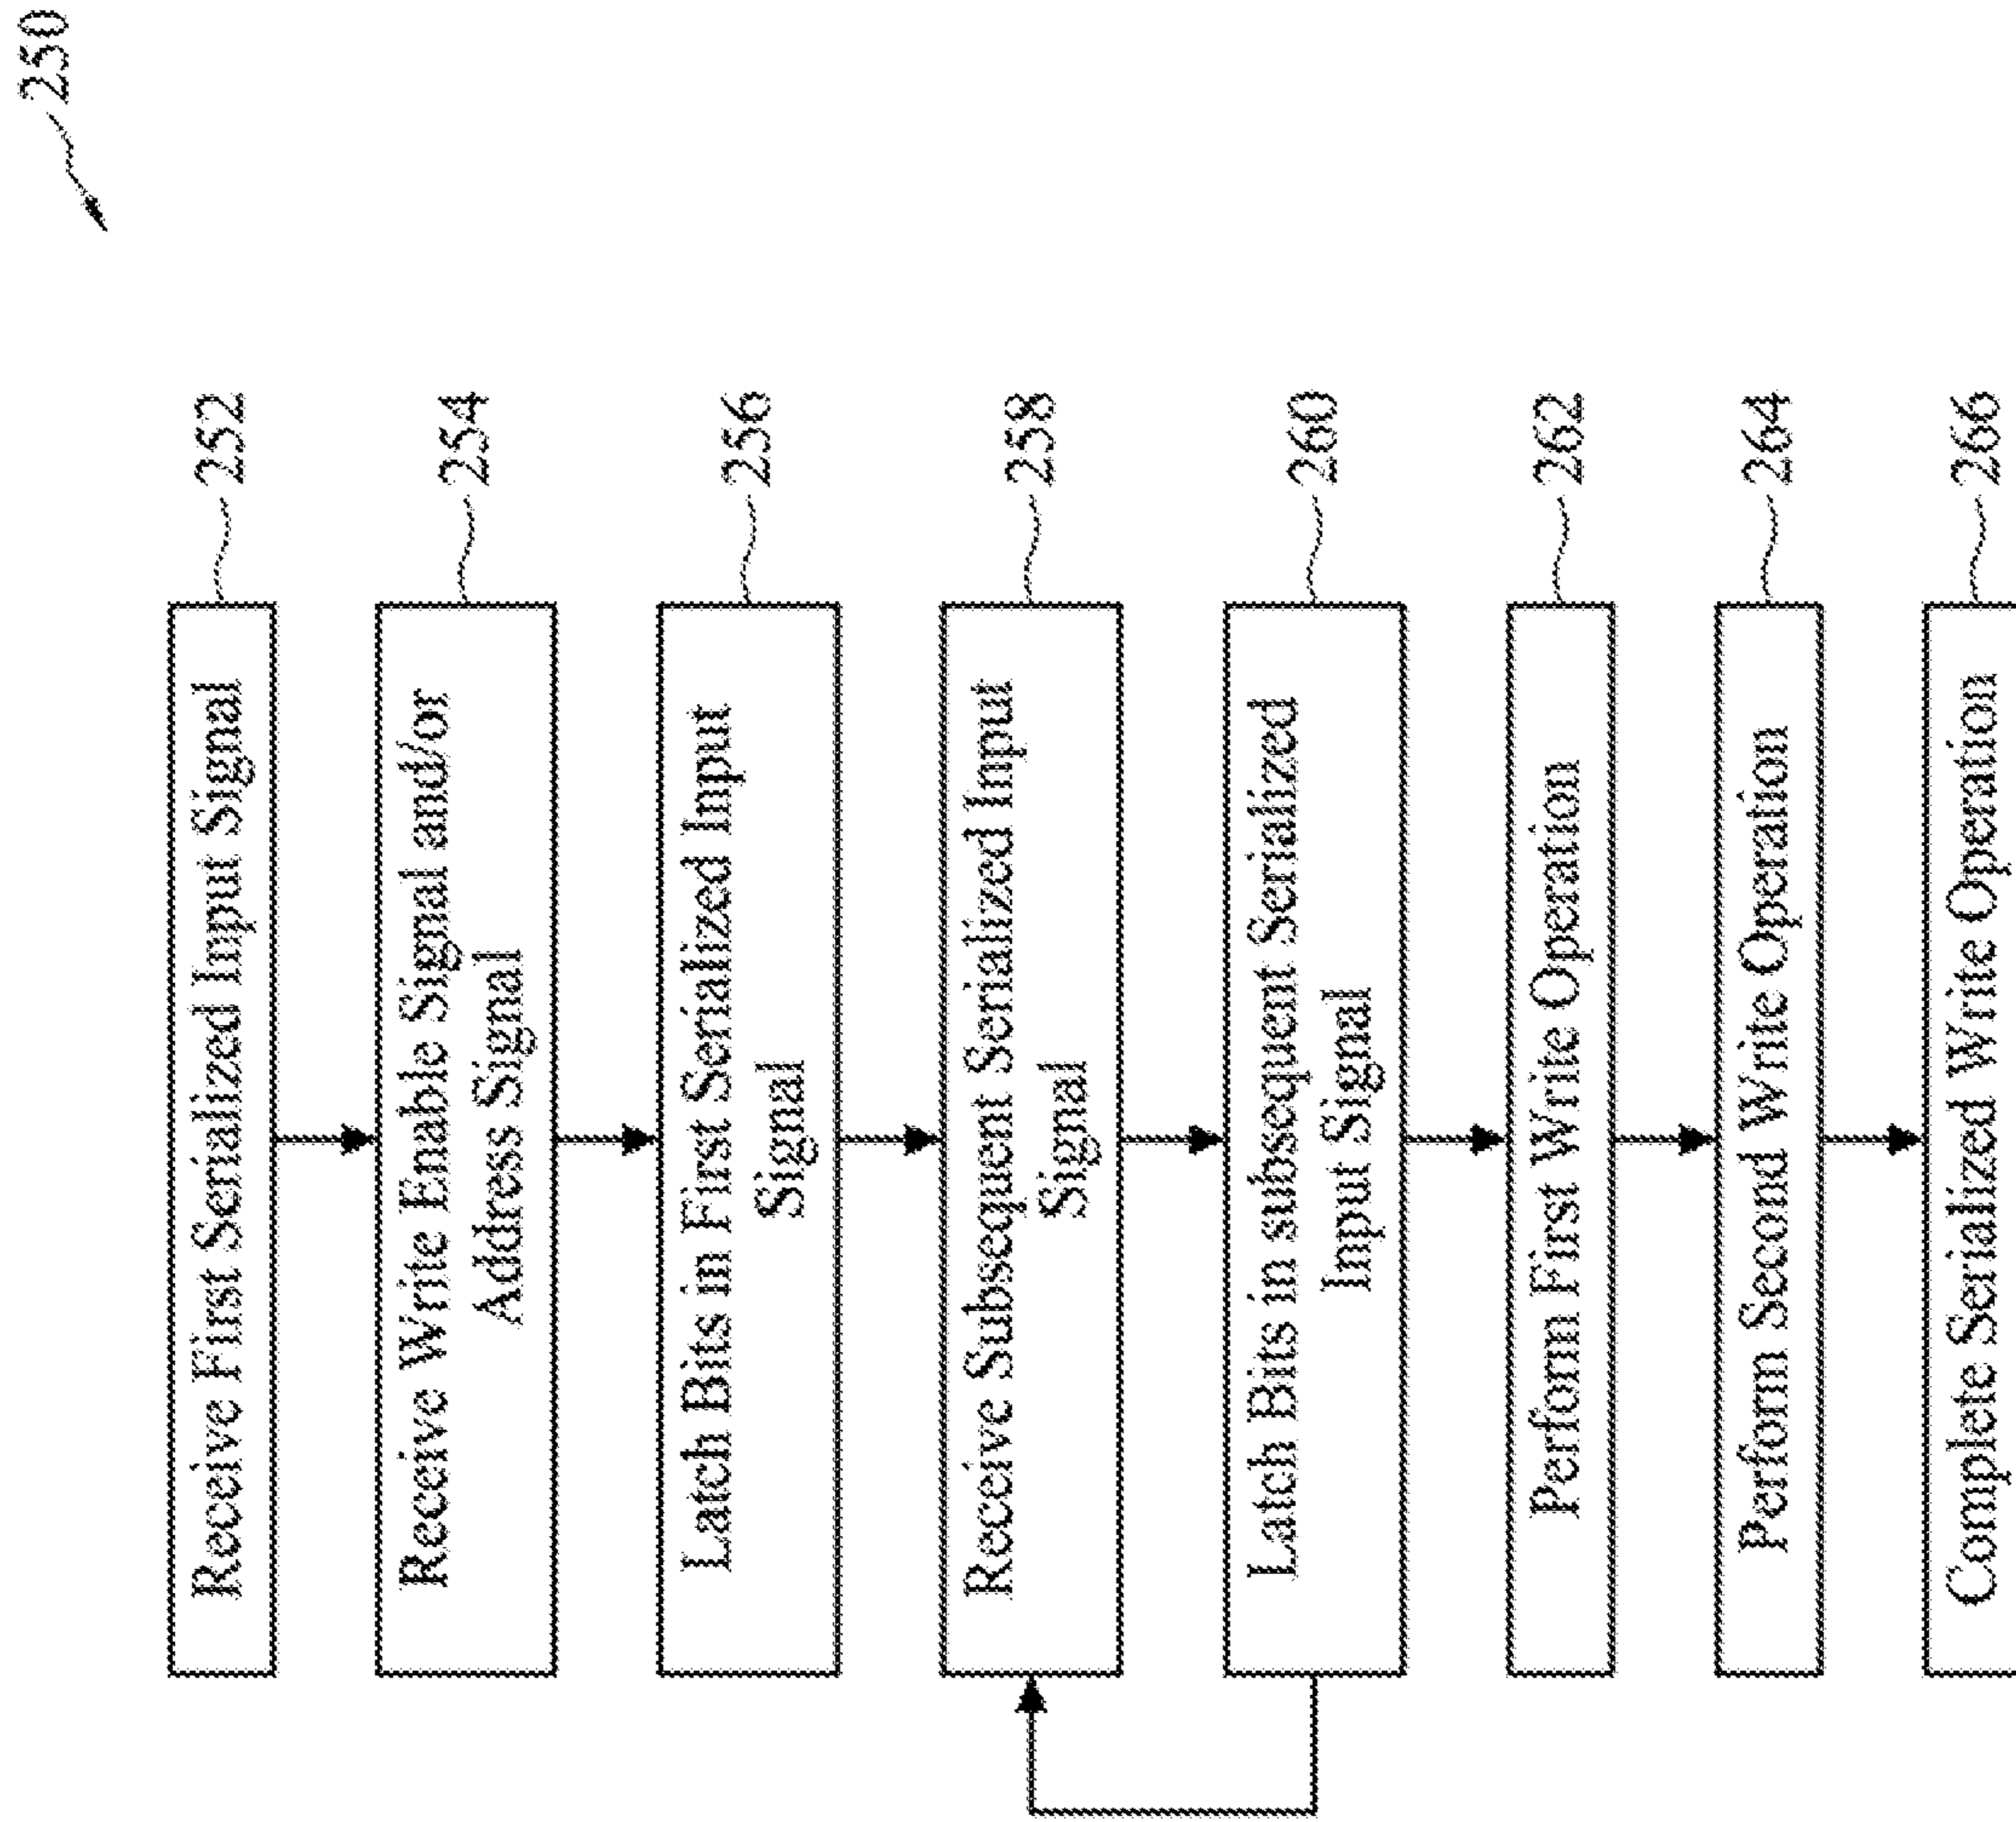 250
Receive First Serialized Input Signal
252
Receive Write Enable Signal and/or
Address Signal
254
Latch Bits in First Serialized Input
Signal
256
Receive Subsequent Serialized Input
Signal
258
Latch Bits in subsequent Serialized
Input Signal
260
Perform First Write Operation
262
Perform Second Write Operation
264
Complete Serialized Write Operation
266